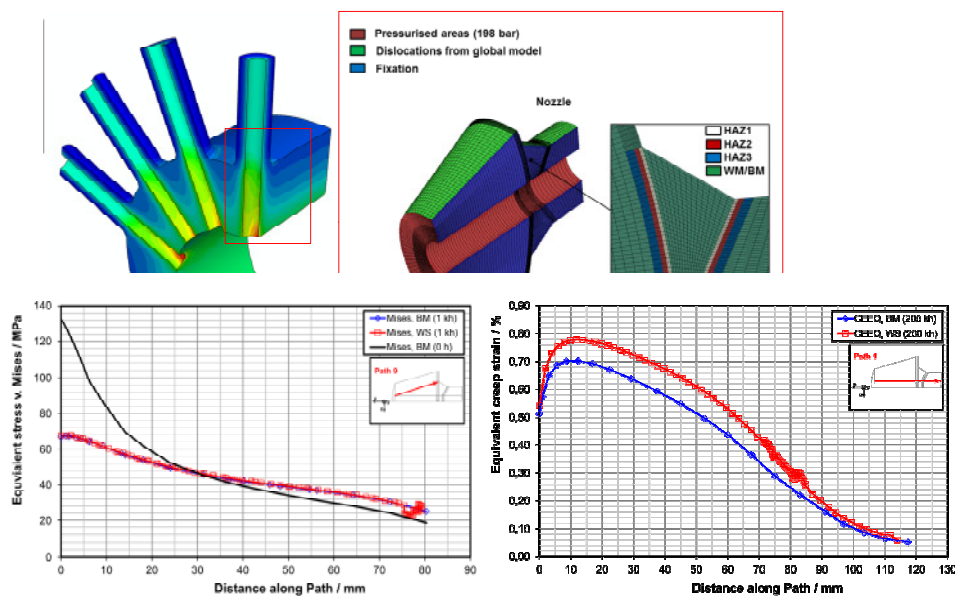 Pressurised areas (198 bar)
Dislocations from global model
Fixation
Nozzle
HAZ1
HAZ2
HAZ3
WM/BM
Equvialent stress v. Mises / MPa
140
120
100
80
60
40
20
0
0 10 20 30 40 50 60 70 80 90
Distance along Path / mm
Mises, BM (1 kh)
Mises, WS (1 kh)
Mises, BM (0 h)
Equivalent creep strain / %
0,90
0,80
0,70
0,60
0,50
0,40
0,30
0,20
0,10
0,00
0 10 20 30 40 50 60 70 80 90 100 110 120 130
Distance along Path / mm
CEEQ, BM (200 kh)
CEEQ, WS (200 kh)